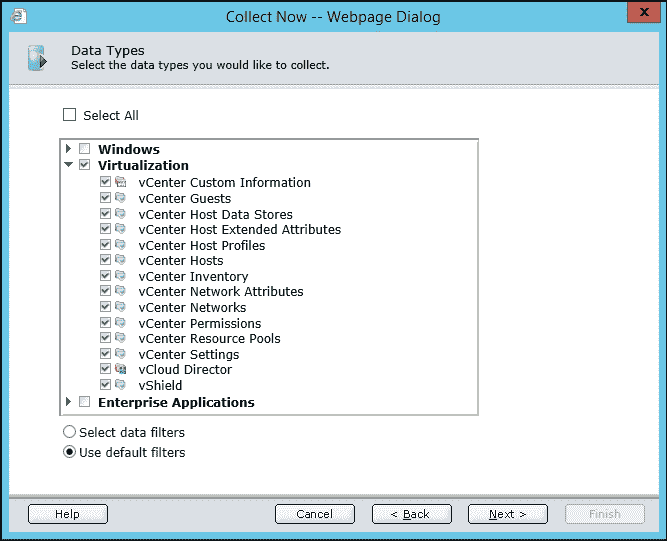 Collect Now -- Webpage Dialog
x
Data Types
Select the data types you would like to collect.
Select All
Windows
Virtualization
vCenter Custom Information
vCenter Guests
vCenter Host Data Stores
vCenter Host Extended Attributes
vCenter Host Profiles
vCenter Hosts
vCenter Inventory
vCenter Network Attributes
vCenter Networks
vCenter Permissions
vCenter Resource Pools
vCenter Settings
vCloud Director
vShield
Enterprise Applications
Select data filters
Use default filters
Help Cancel < Back Next > Finish